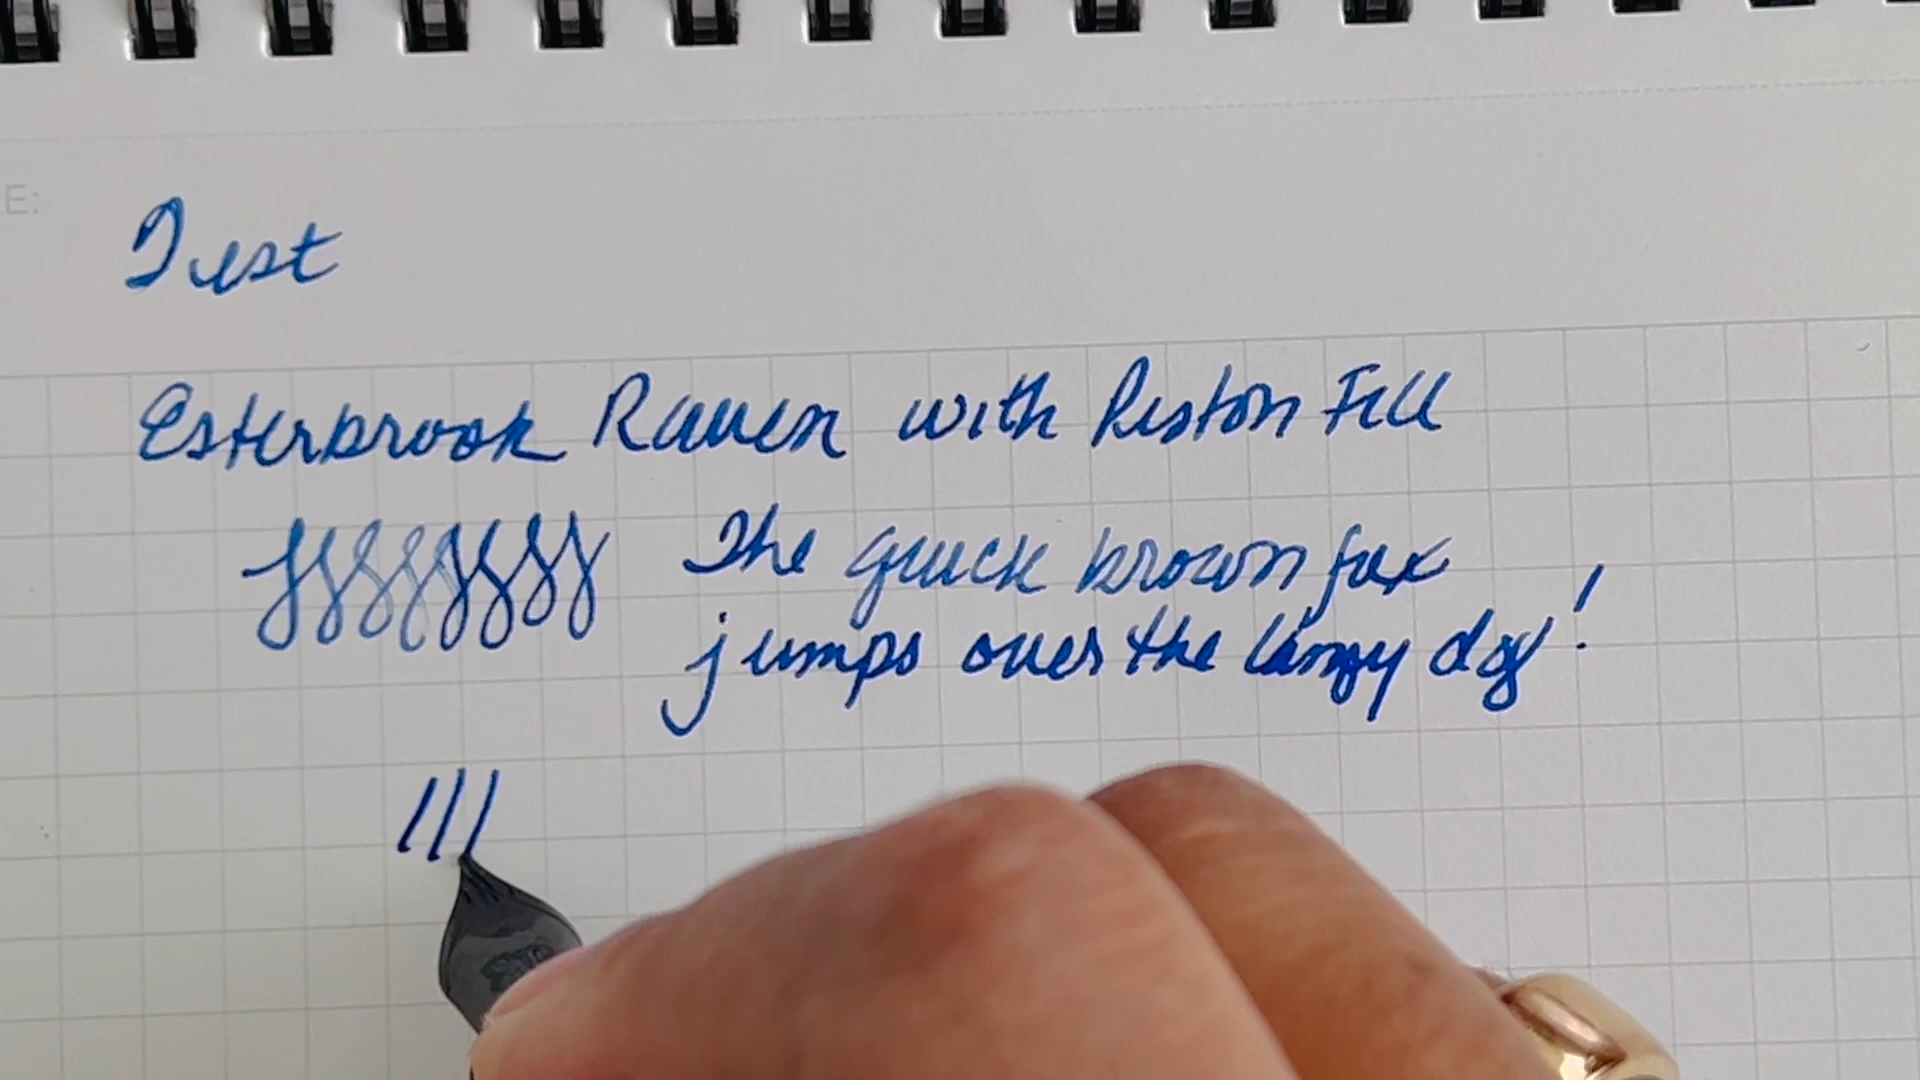 E:
Test
Esterbrook Raven with Piston Fill
The quick brown fox
jumps over the lazy dog!